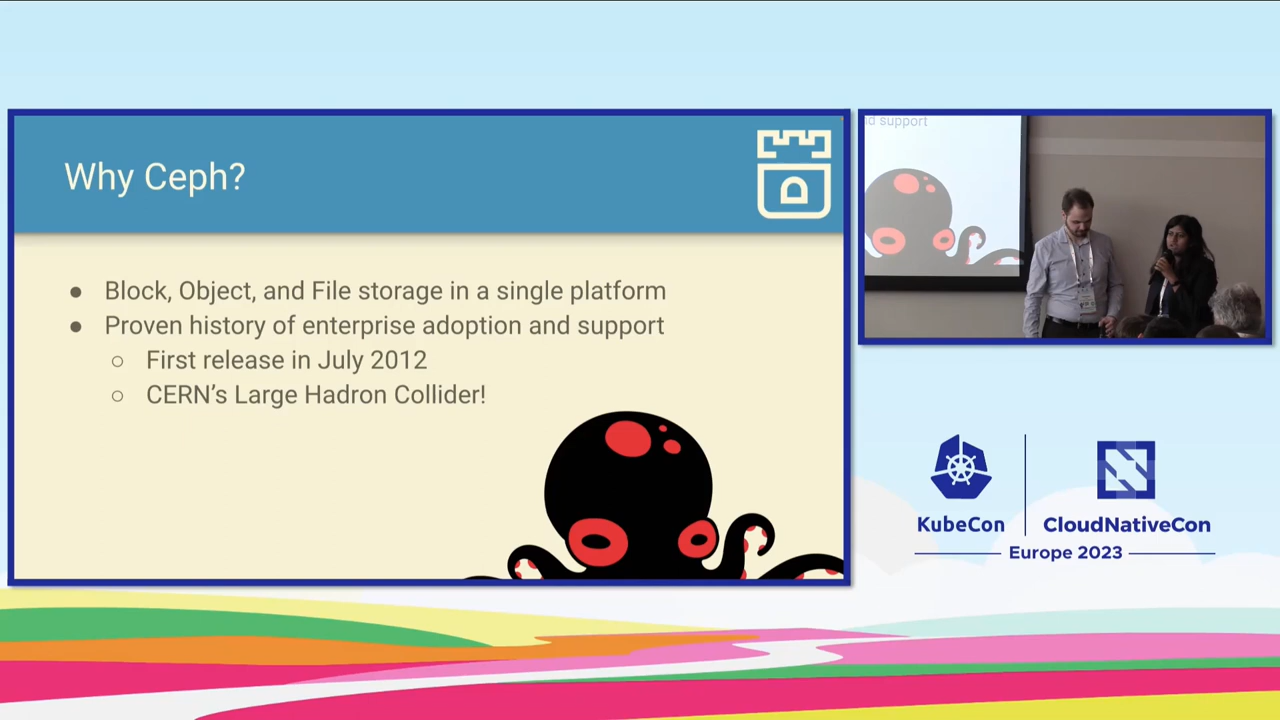 Why Ceph?
● Block, Object, and File storage in a single platform
● Proven history of enterprise adoption and support
○ First release in July 2012
○ CERN’s Large Hadron Collider!
d support
KubeCon
CloudNativeCon
Europe 2023